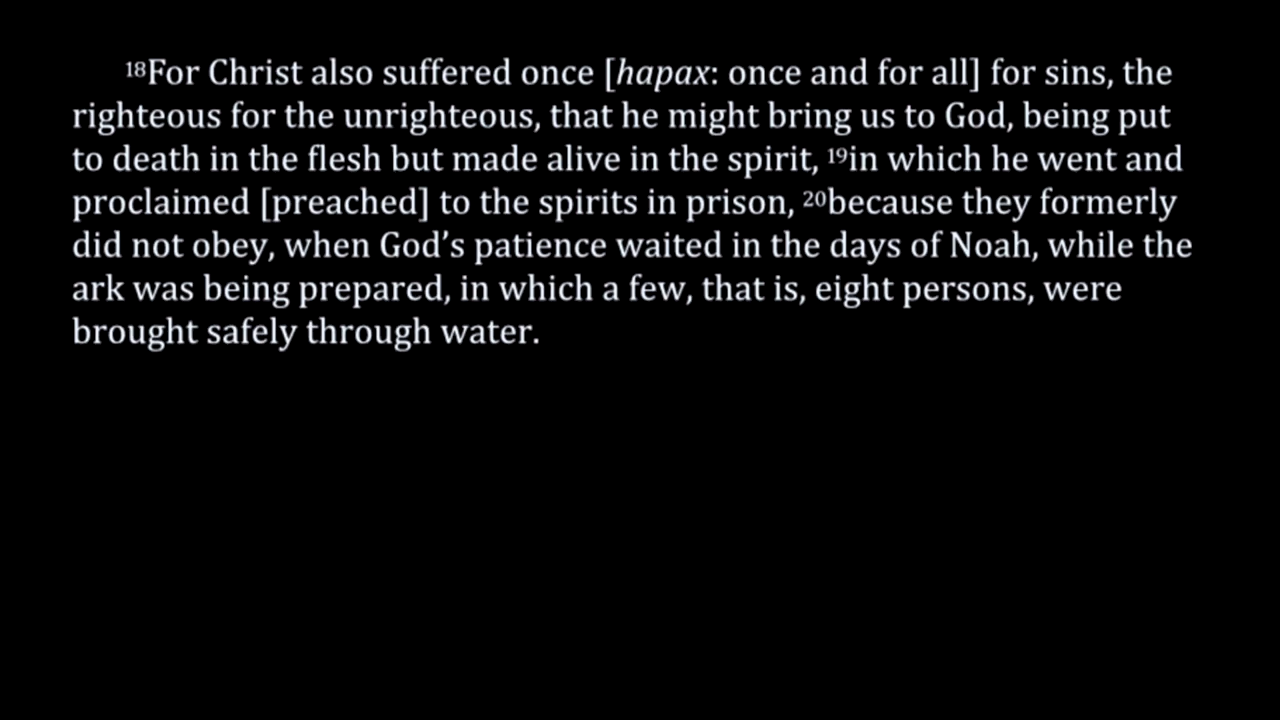 18For Christ also suffered once [hapax: once and for all] for sins, the
righteous for the unrighteous, that he might bring us to God, being put
to death in the flesh but made alive in the spirit, 19in which he went and
proclaimed [preached] to the spirits in prison, 20because they formerly
did not obey, when God’s patience waited in the days of Noah, while the
ark was being prepared, in which a few, that is, eight persons, were
brought safely through water.